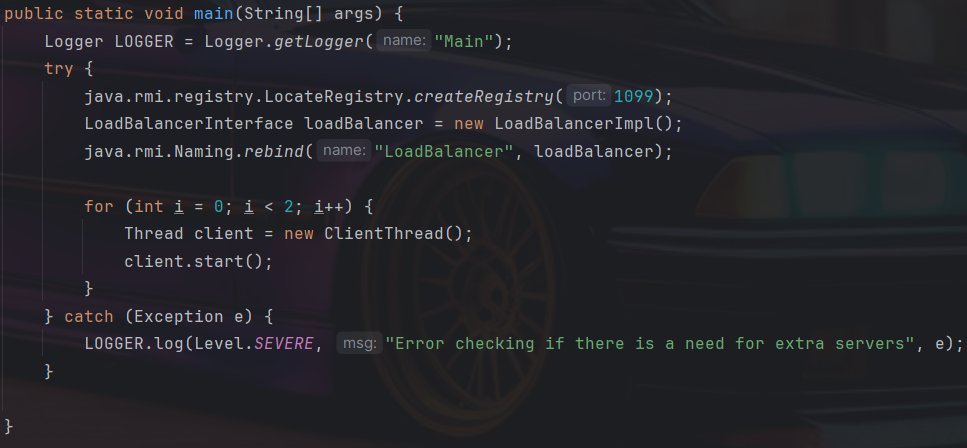 public static void main(String[] args) {
    Logger LOGGER = Logger.getLogger( name: "Main");
    try {
        java.rmi.registry.LocateRegistry.createRegistry( port: 1099);
        LoadBalancerInterface loadBalancer = new LoadBalancerImpl();
        java.rmi.Naming.rebind( name: "LoadBalancer", loadBalancer);

        for (int i = 0; i < 2; i++) {
            Thread client = new ClientThread();
            client.start();
        }
    } catch (Exception e) {
        LOGGER.log(Level.SEVERE, msg: "Error checking if there is a need for extra servers", e);
    }

}